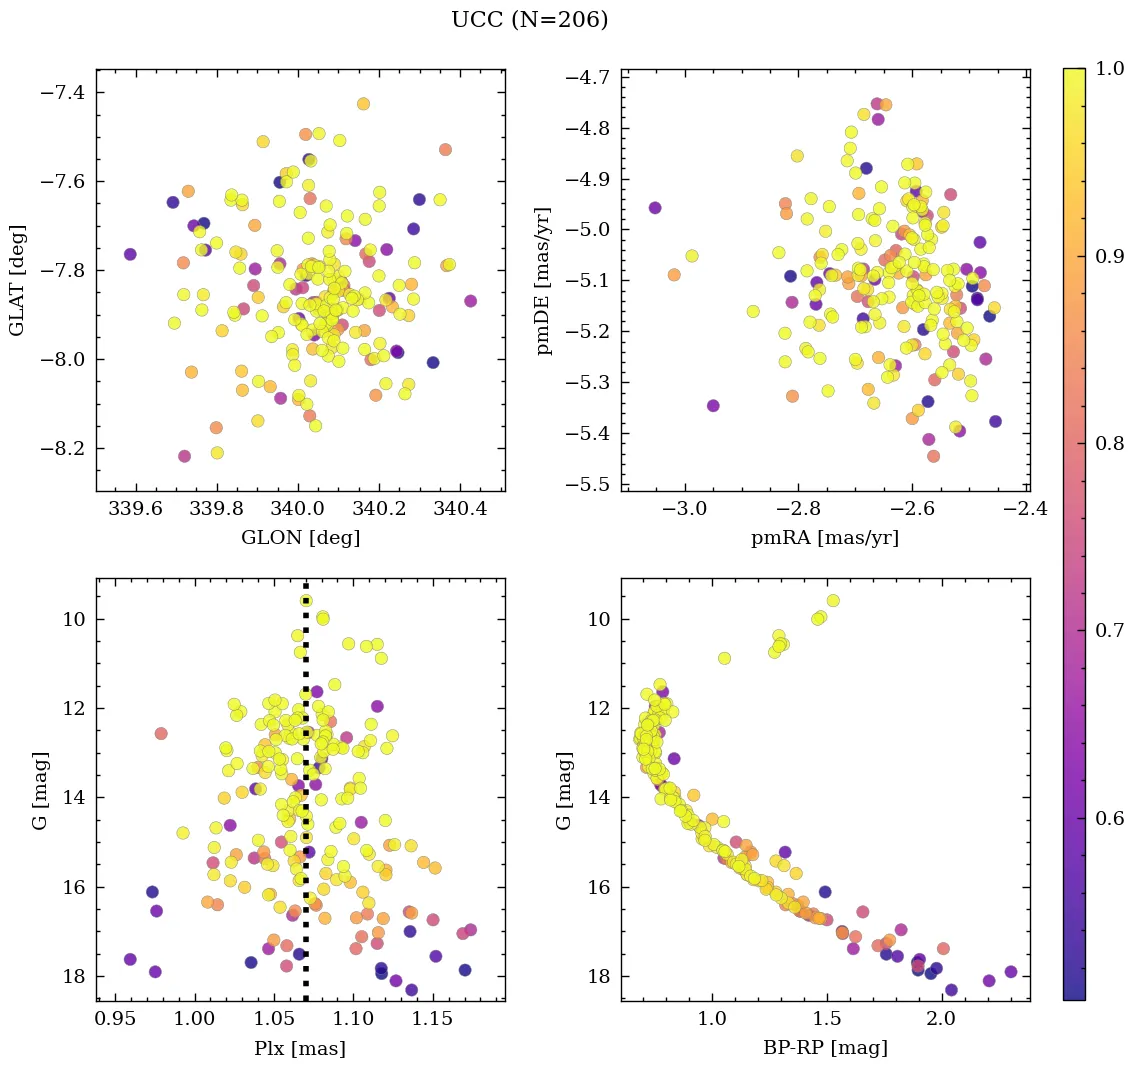 UCC (N=206)
−7.4
−7.6
−7.8
−8.0
−8.2
GLAT [deg]
339.6 339.8 340.0 340.2 340.4
GLON [deg]
−4.7
−4.8
−4.9
−5.0
−5.1
−5.2
−5.3
−5.4
−5.5
pmDE [mas/yr]
−3.0 −2.8 −2.6 −2.4
pmRA [mas/yr]
10
12
14
16
18
G [mag]
0.95 1.00 1.05 1.10 1.15
Plx [mas]
10
12
14
16
18
G [mag]
1.0 1.5 2.0
BP-RP [mag]
1.0
0.9
0.8
0.7
0.6